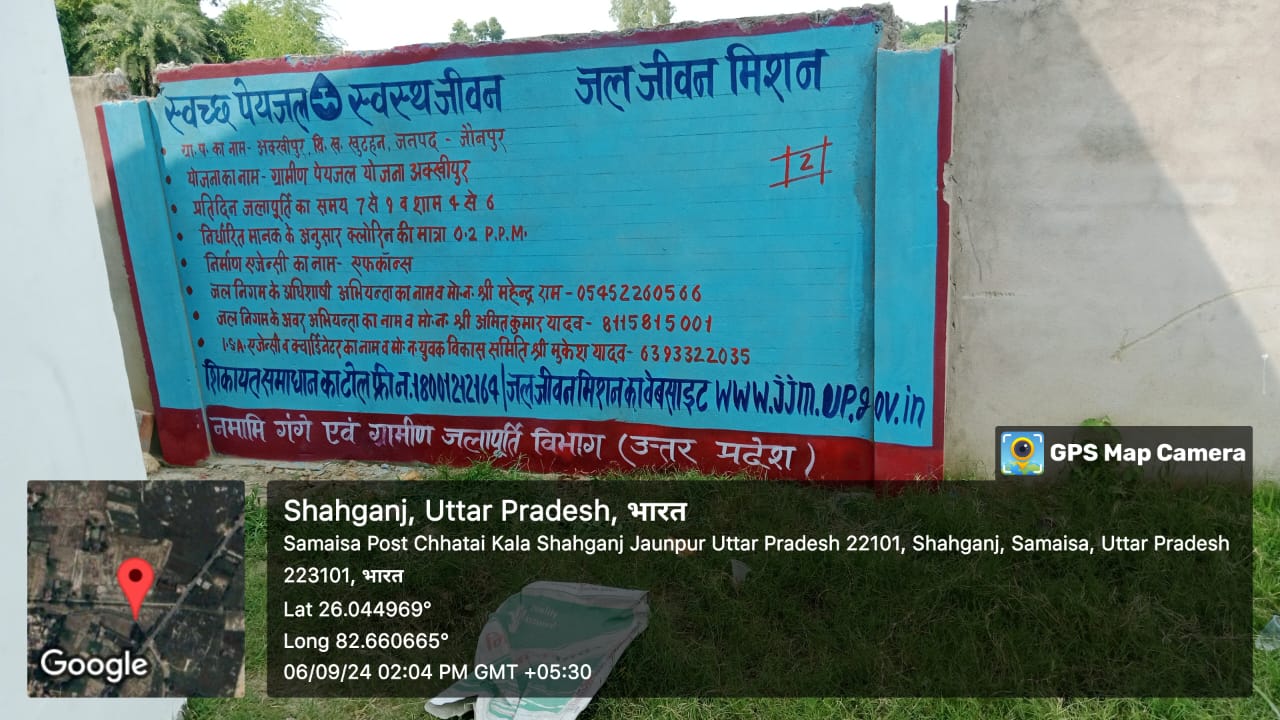 स्वच्छ पेयजल स्वस्थ जीवन जल जीवन मिशन
ग्रा. पं. का नाम- अक्खीपुर, वि. ख. खुटहन, जनपद - जौनपुर
योजना का नाम- ग्रामीण पेयजल योजना अक्खीपुर
2
प्रतिदिन जलापूर्ति का समय 7 से 9 व शाम 4 से 6
निर्धारित मानक के अनुसार क्लोरिन की मात्रा 0.2 P.P.M.
निर्माण एजेन्सी का नाम- एफकॉन्स
जल निगम के अधिशाषी अभियन्ता का नाम व मो.न. श्री महेन्द्र राम - 05452260566
जल निगम के अवर अभियन्ता का नाम व मो.न. श्री अमित कुमार यादव- 8115815001
I.S.A. एजेन्सी व क्वार्डिनेटर का नाम व मो.न. युवक विकास समिति श्री मुकेश यादव- 6393322035
शिकायत समाधान का टोल फ्री न. 18001212164 | जल जीवन मिशन का वेबसाइट WWW.jjm.UP.gov.in
नमामि गंगे एवं ग्रामीण जलापूर्ति विभाग (उत्तर प्रदेश)
GPS Map Camera
Shahganj, Uttar Pradesh, भारत
Samaisa Post Chhatai Kala Shahganj Jaunpur Uttar Pradesh 22101, Shahganj, Samaisa, Uttar Pradesh
223101, भारत
Lat 26.044969°
Long 82.660665°
06/09/24 02:04 PM GMT +05:30
Google